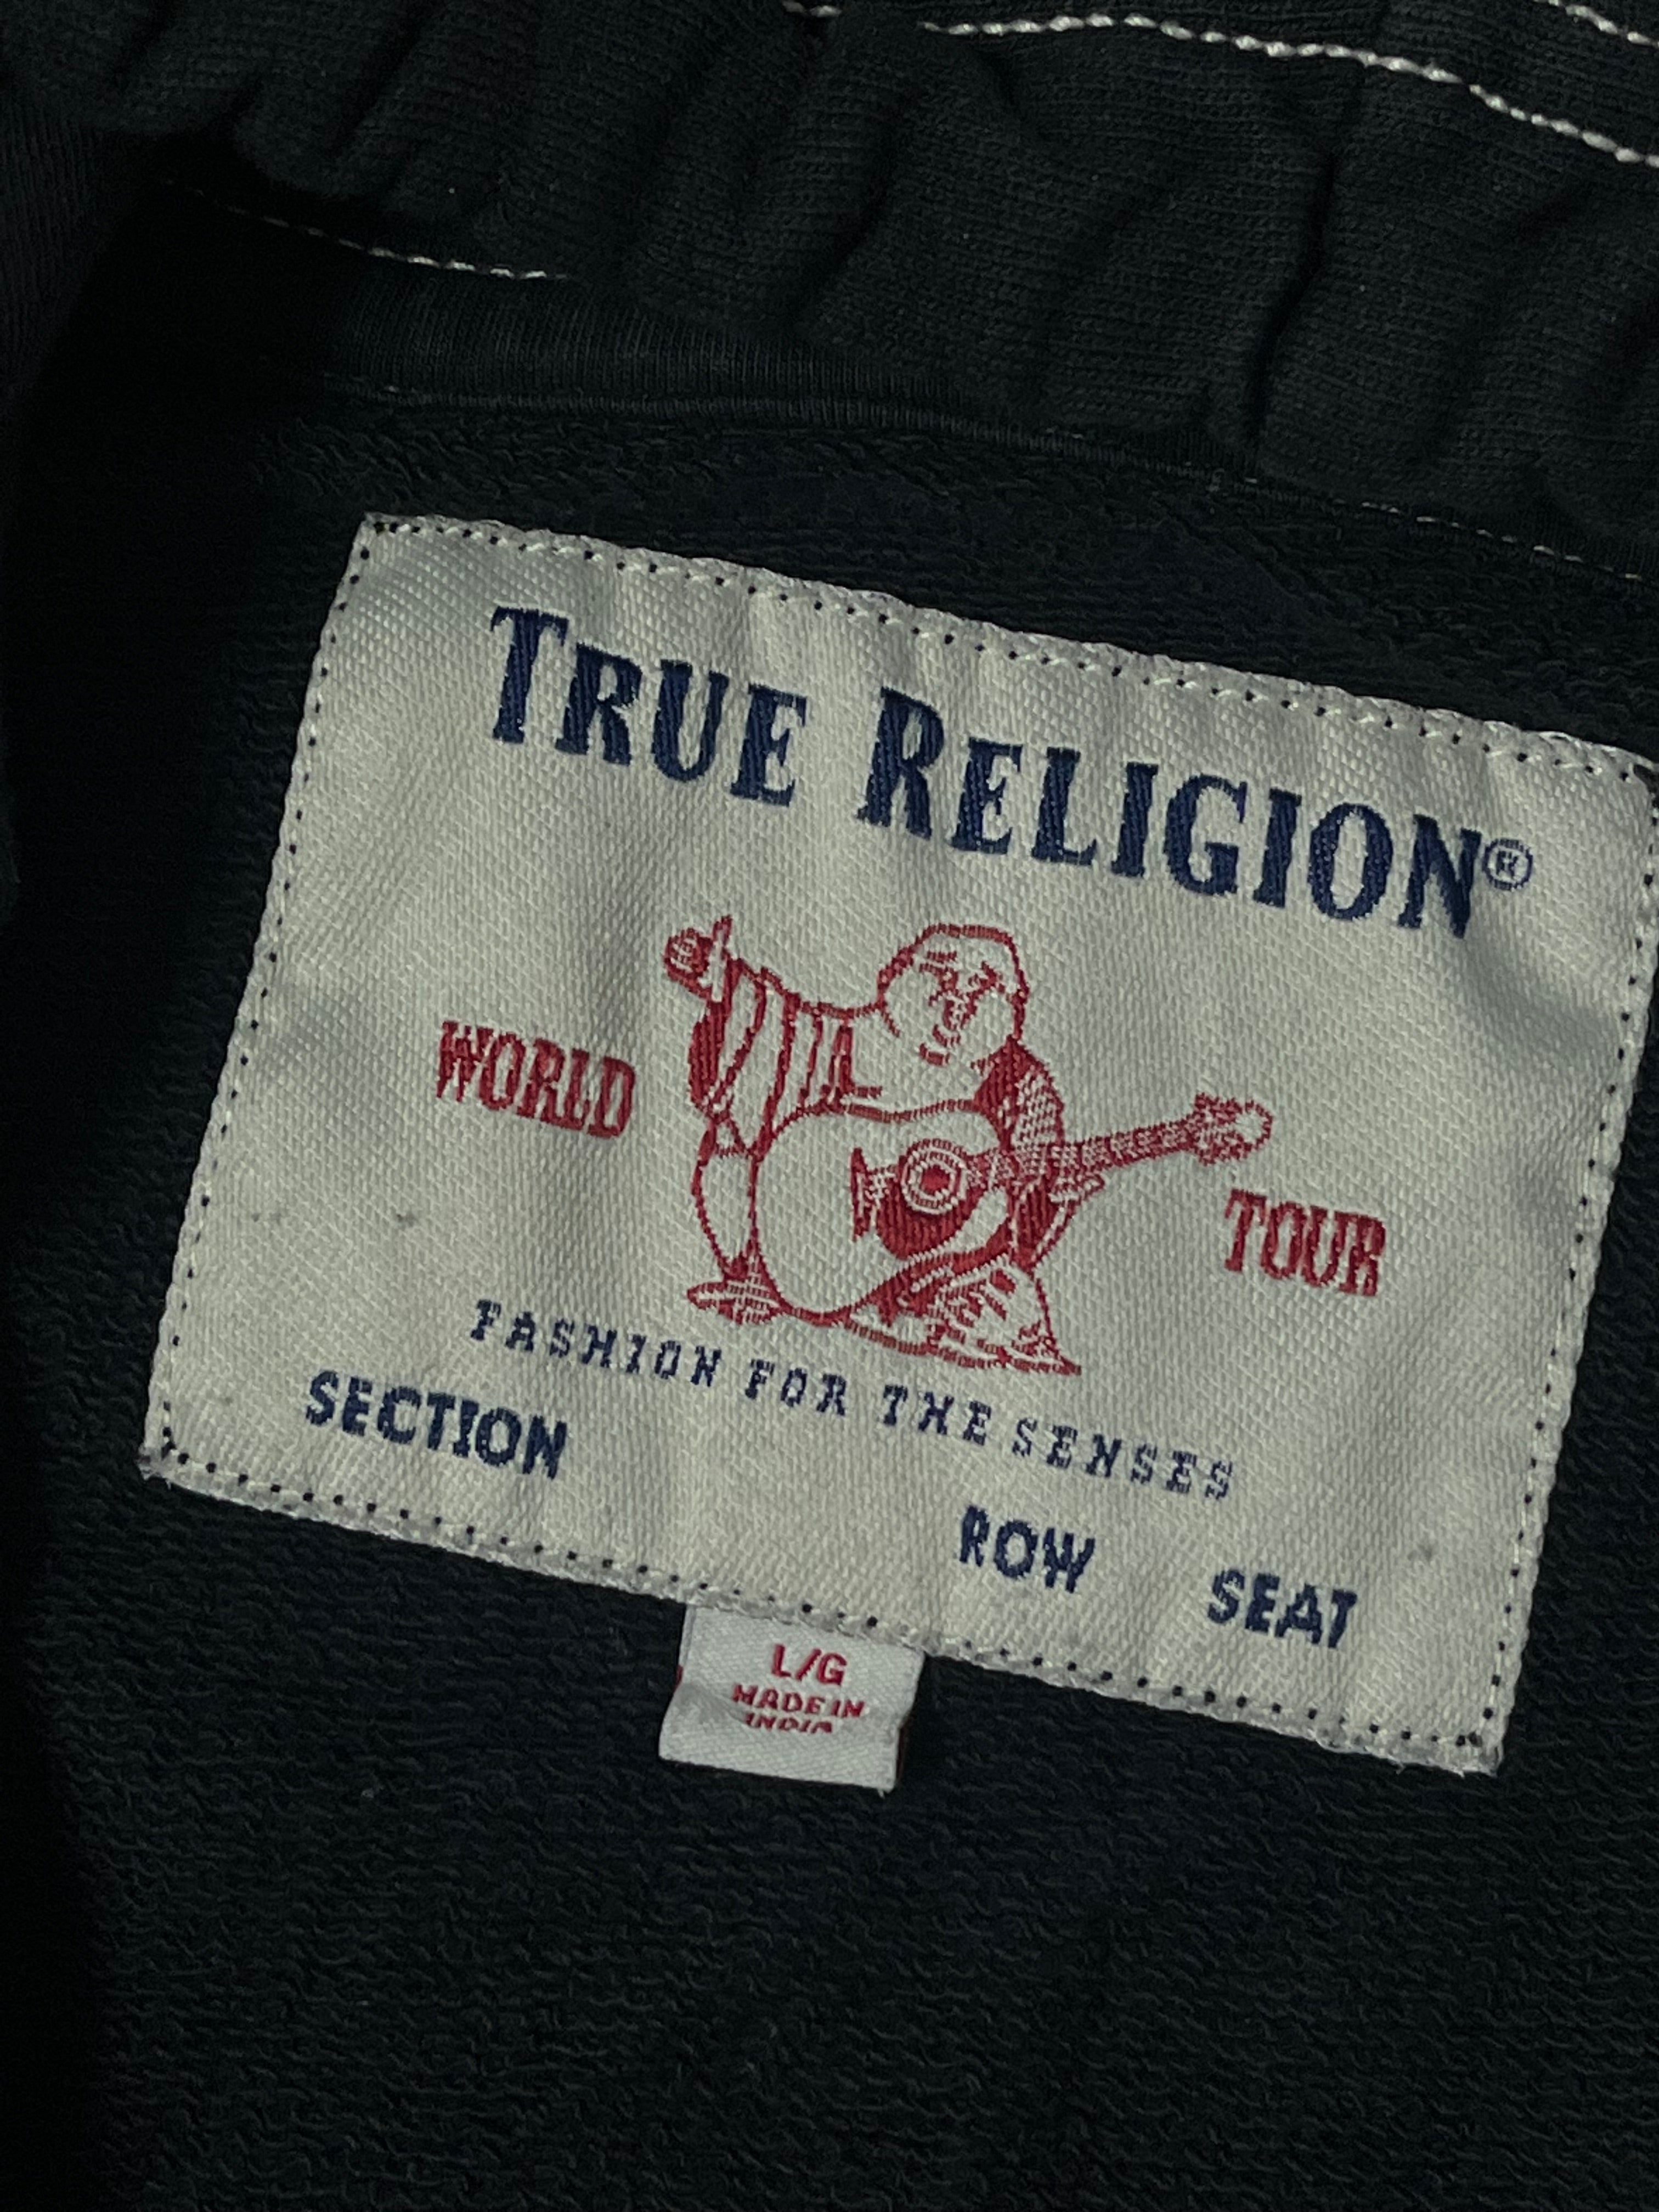 TRUE RELIGION®
WORLD TOUR
FASHION FOR THE SENSES
SECTION ROW SEAT
L/G
MADE IN
INDIA